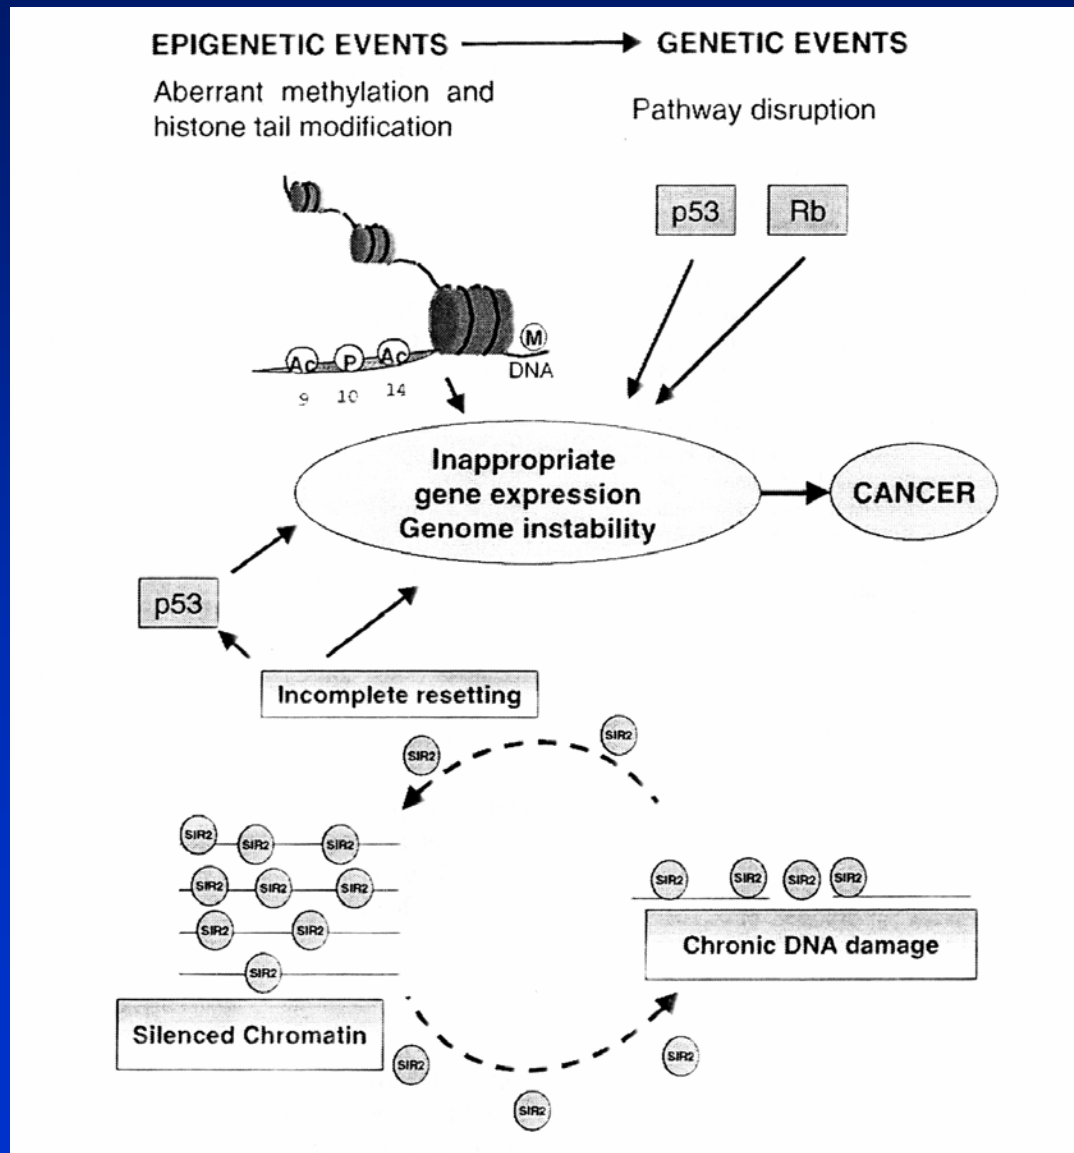 EPIGENETIC EVENTS
GENETIC EVENTS
Aberrant methylation and
histone tail modification
Pathway disruption
p53
Rb
M
DNA
Ac
P
Ac
9
10
14
Inappropriate
gene expression
Genome instability
CANCER
p53
Incomplete resetting
SIR2
SIR2
SIR2
SIR2
SIR2
SIR2
SIR2
SIR2
SIR2
SIR2
SIR2
Silenced Chromatin
SIR2
SIR2
SIR2
SIR2
Chronic DNA damage
SIR2
SIR2
SIR2